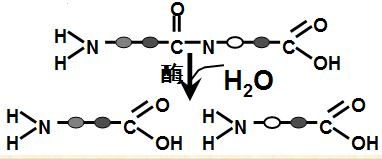 O
H H N C N C O OH
酶 H₂O
H H N C O OH H H N C O OH